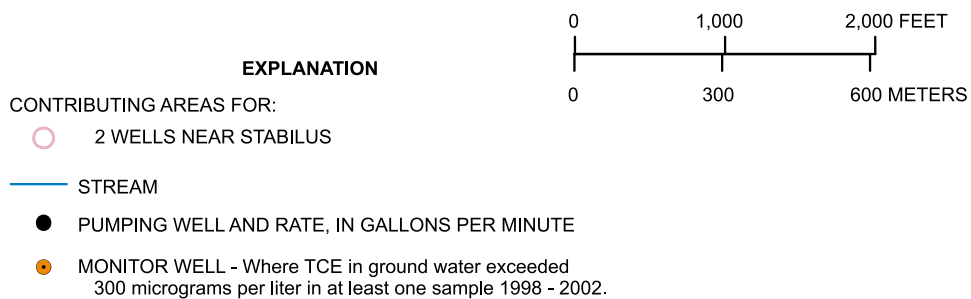 0 1,000 2,000 FEET
0 300 600 METERS
EXPLANATION
CONTRIBUTING AREAS FOR:
2 WELLS NEAR STABILUS
STREAM
PUMPING WELL AND RATE, IN GALLONS PER MINUTE
MONITOR WELL - Where TCE in ground water exceeded
300 micrograms per liter in at least one sample 1998 - 2002.